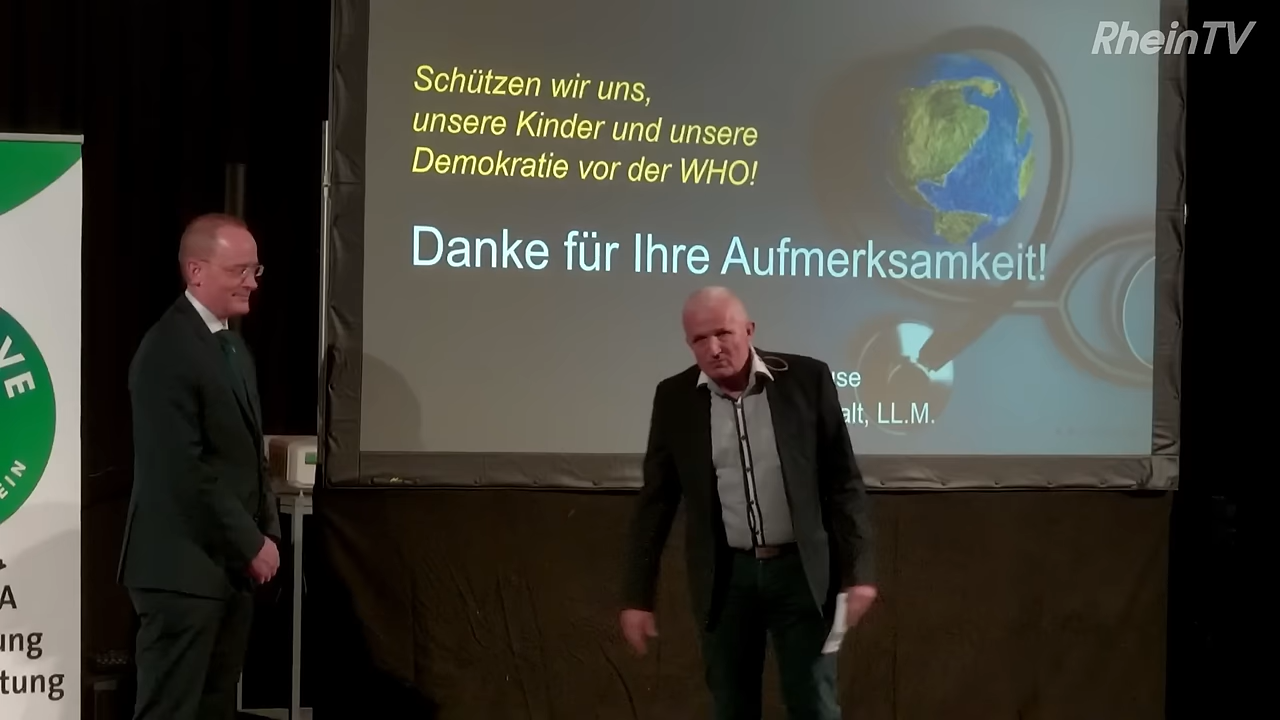 RheinTV
Schützen wir uns,
unsere Kinder und unsere
Demokratie vor der WHO!
Danke für Ihre Aufmerksamkeit!
use
alt, LL.M.
VE
EIN
A
ung
tung